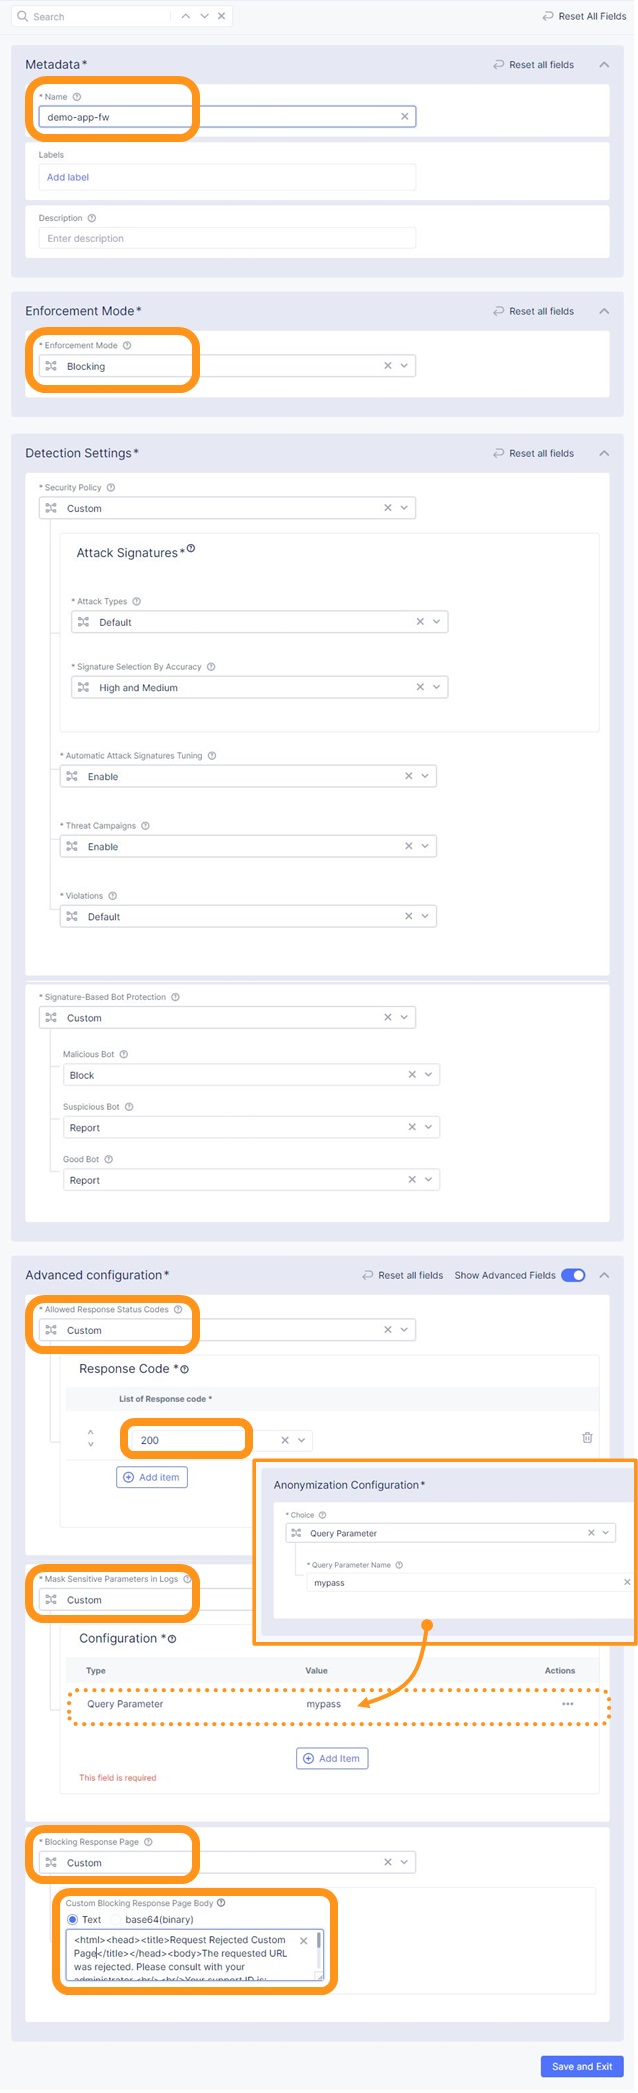 Search
Reset All Fields
Metadata*
Reset all fields
* Name
demo-app-fw
Labels
Add label
Description
Enter description
Enforcement Mode*
Reset all fields
* Enforcement Mode
Blocking
Detection Settings*
Reset all fields
* Security Policy
Custom
Attack Signatures*
* Attack Types
Default
* Signature Selection By Accuracy
High and Medium
* Automatic Attack Signatures Tuning
Enable
* Threat Campaigns
Enable
* Violations
Default
* Signature-Based Bot Protection
Custom
Malicious Bot
Block
Suspicious Bot
Report
Good Bot
Report
Advanced configuration*
Reset all fields
Show Advanced Fields
* Allowed Response Status Codes
Custom
Response Code *
List of Response code *
200
Add item
Anonymization Configuration*
* Choice
Query Parameter
* Query Parameter Name
mypass
* Mask Sensitive Parameters in Logs
Custom
Configuration *
Type Value Actions
Query Parameter mypass
Add Item
This field is required
* Blocking Response Page
Custom
Custom Blocking Response Page Body
Text base64(binary)
<html><head><title>Request Rejected Custom
Page</title></head><body>The requested URL
was rejected. Please consult with your
administrator.<br/><br/>Your support ID is:
Save and Exit